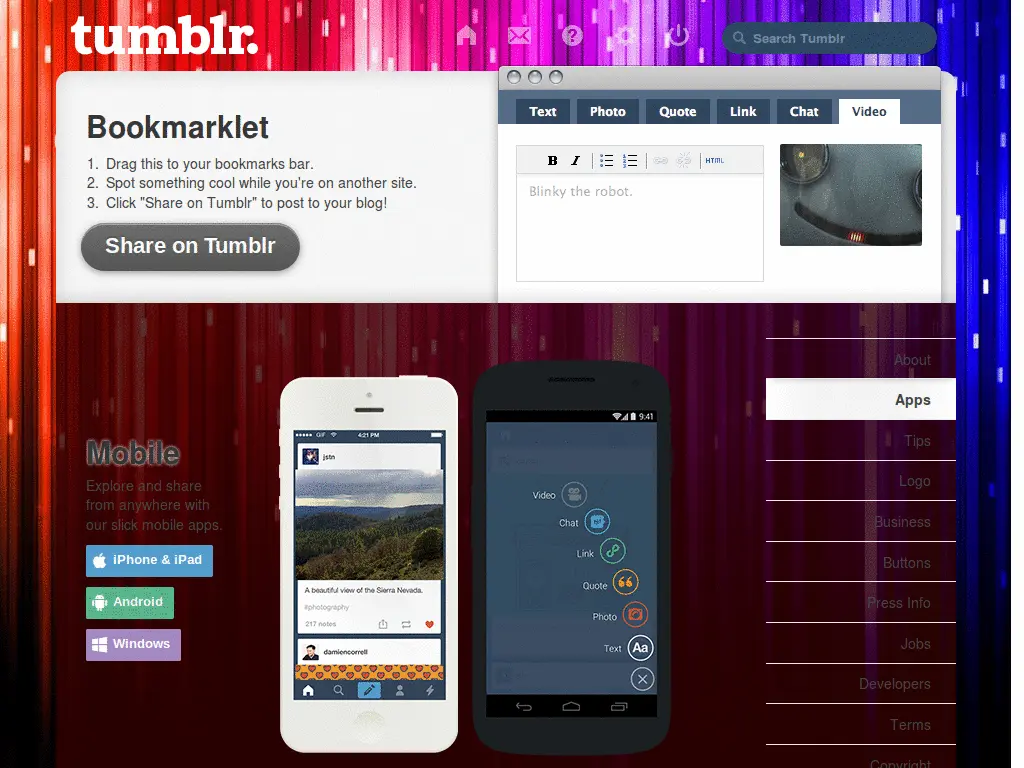 tumblr.
Search Tumblr
Bookmarklet
1. Drag this to your bookmarks bar.
2. Spot something cool while you're on another site.
3. Click "Share on Tumblr" to post to your blog!
Share on Tumblr
Text Photo Quote Link Chat Video
B I HTML
Blinky the robot.
Mobile
Explore and share
from anywhere with
our slick mobile apps.
iPhone & iPad
Android
Windows
GIF 4:21 PM
jstn
A beautiful view of the Sierra Nevada.
#photography
217 notes
damiencorrell
9:41
Video
Chat
Link
Quote
Photo
Text Aa
About
Apps
Tips
Logo
Business
Buttons
Press Info
Jobs
Developers
Terms
Copyright